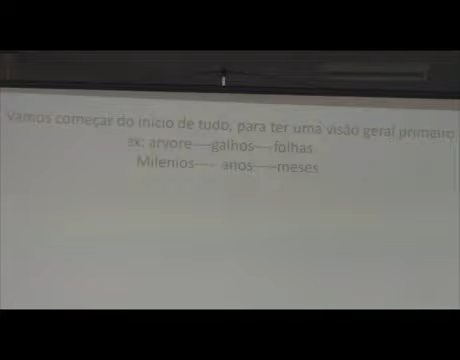 Vamos começar do inicio de tudo, para ter uma visão geral primeiro
ex: arvore----galhos----folhas
Milenios---- anos-----meses